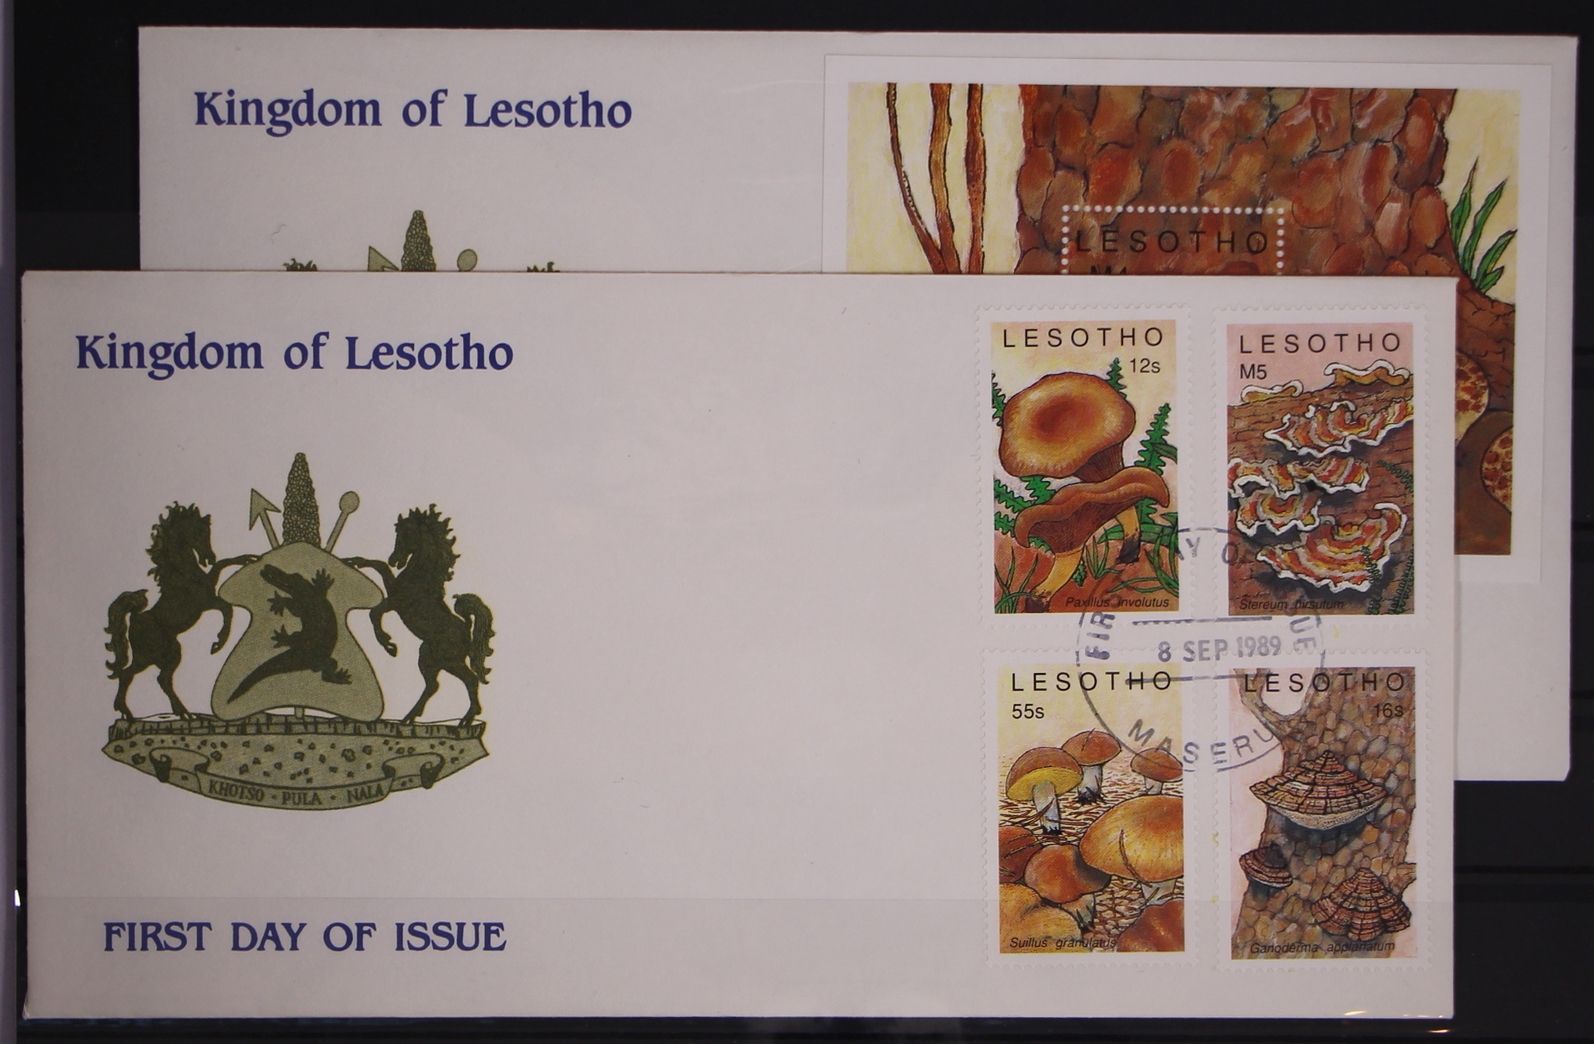 Kingdom of Lesotho
LESOTHO
Kingdom of Lesotho
KHOTSO - PULA - NALA
FIRST DAY OF ISSUE
LESOTHO
12s
Paxillus involutus
LESOTHO
M5
Stereum hirsutum
8 SEP 1989
MASERU
LESOTHO
55s
Suillus granulatus
LESOTHO
16s
Ganoderma applanatum